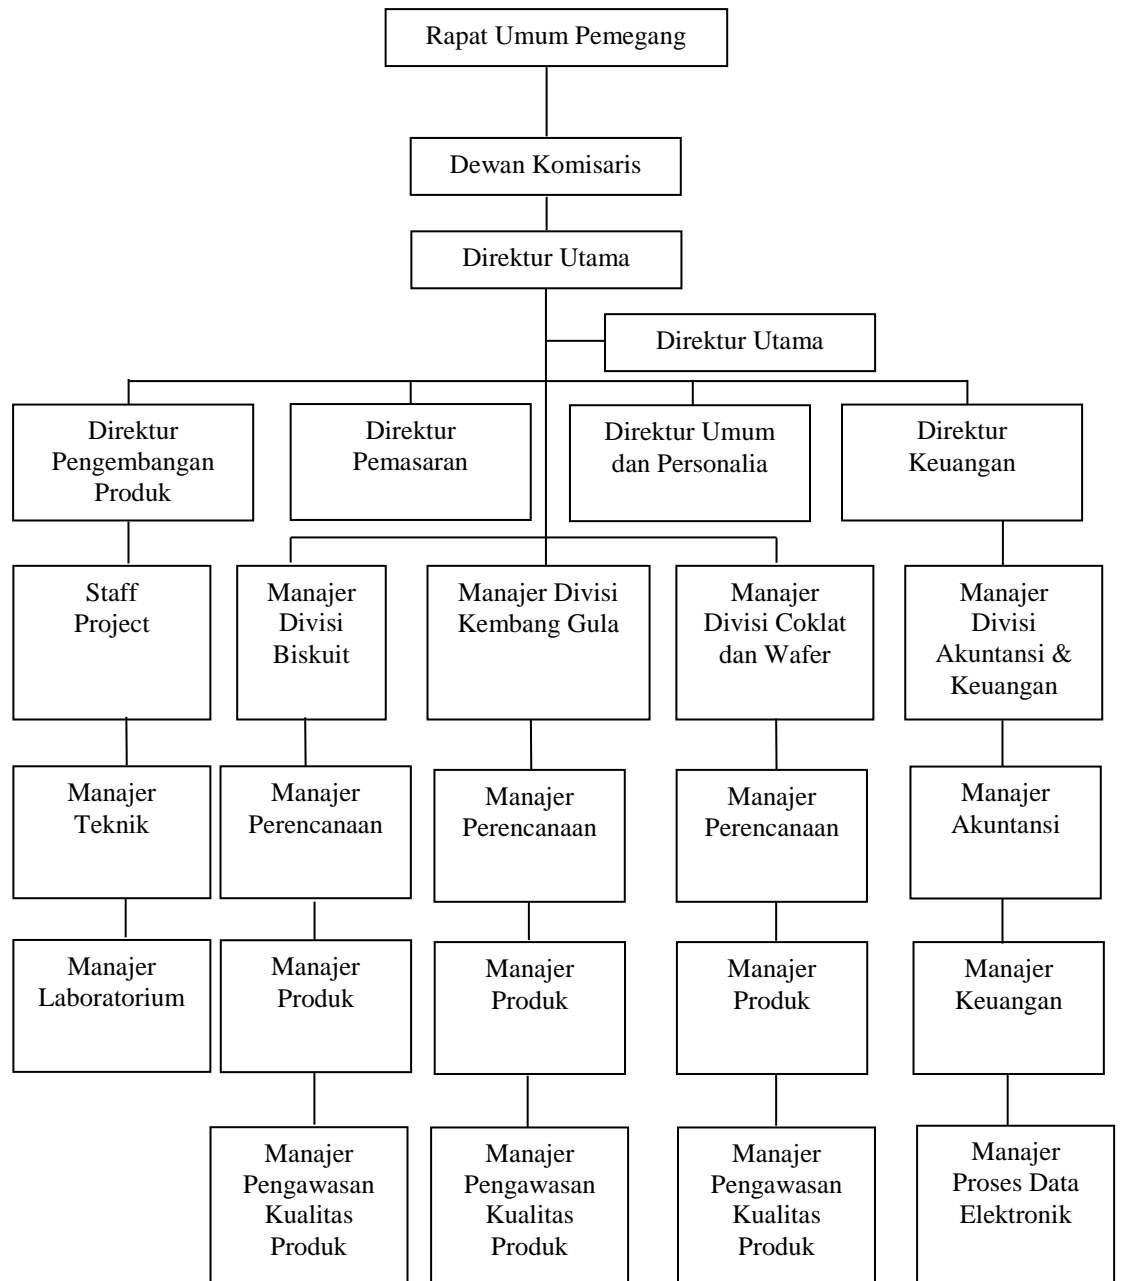 Rapat Umum Pemegang
Dewan Komisaris
Direktur Utama
Direktur Utama
Direktur
Pengembangan
Produk
Direktur
Pemasaran
Direktur Umum
dan Personalia
Direktur
Keuangan
Staff
Project
Manajer
Divisi
Biskuit
Manajer Divisi
Kembang Gula
Manajer
Divisi Coklat
dan Wafer
Manajer
Divisi
Akuntansi &
Keuangan
Manajer
Teknik
Manajer
Perencanaan
Manajer
Perencanaan
Manajer
Perencanaan
Manajer
Akuntansi
Manajer
Laboratorium
Manajer
Produk
Manajer
Produk
Manajer
Produk
Manajer
Keuangan
Manajer
Pengawasan
Kualitas
Produk
Manajer
Pengawasan
Kualitas
Produk
Manajer
Pengawasan
Kualitas
Produk
Manajer
Proses Data
Elektronik